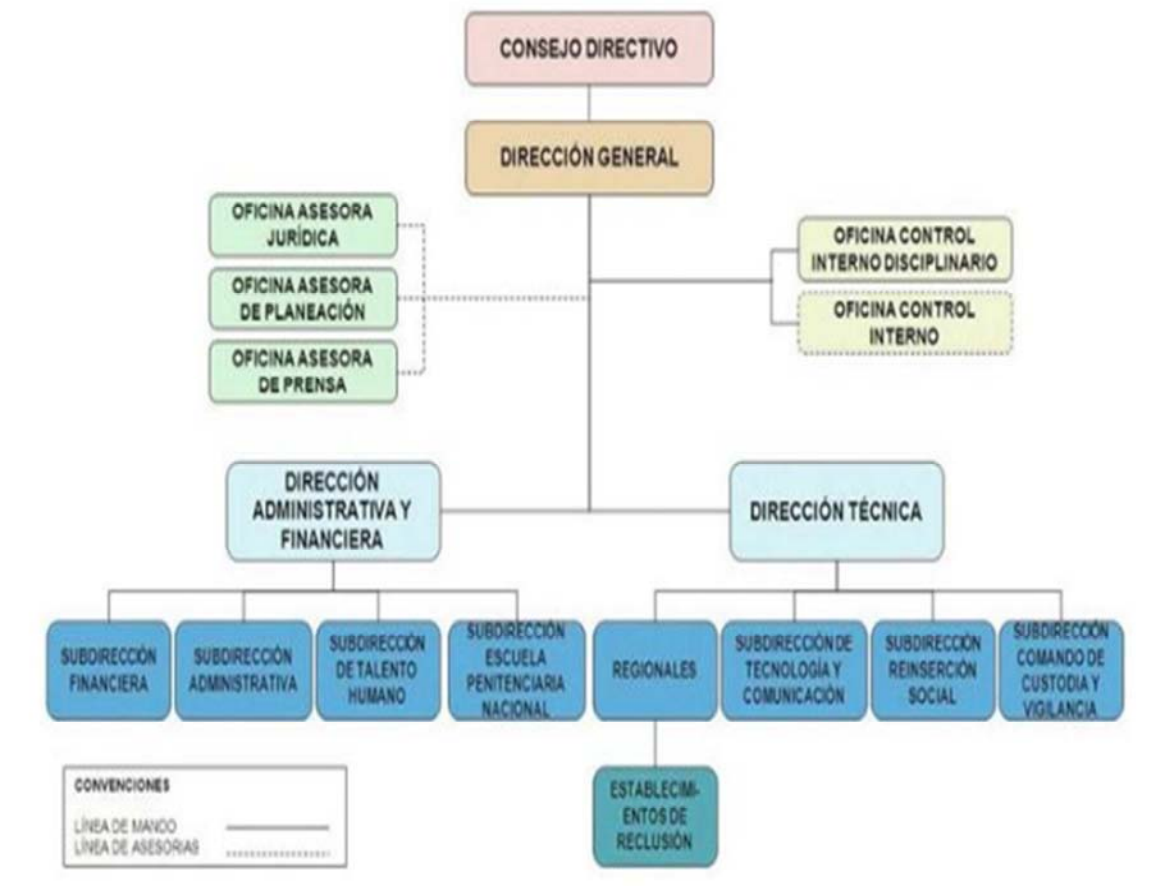 CONSEJO DIRECTIVO
DIRECCIÓN GENERAL
OFICINA ASESORA
JURÍDICA
OFICINA ASESORA
DE PLANEACIÓN
OFICINA ASESORA
DE PRENSA
OFICINA CONTROL
INTERNO DISCIPLINARIO
OFICINA CONTROL
INTERNO
DIRECCIÓN
ADMINISTRATIVA Y
FINANCIERA
DIRECCIÓN TÉCNICA
SUBDIRECCIÓN
FINANCIERA
SUBDIRECCIÓN
ADMINISTRATIVA
SUBDIRECCIÓN
DE TALENTO
HUMANO
SUBDIRECCIÓN
ESCUELA
PENITENCIARIA
NACIONAL
REGIONALES
SUBDIRECCIÓN DE
TECNOLOGÍA Y
COMUNICACIÓN
SUBDIRECCIÓN
REINSERCIÓN
SOCIAL
SUBDIRECCIÓN
COMANDO DE
CUSTODIA Y
VIGILANCIA
ESTABLECIMI-
ENTOS DE
RECLUSIÓN
CONVENCIONES
LÍNEA DE MANDO
LÍNEA DE ASESORIAS